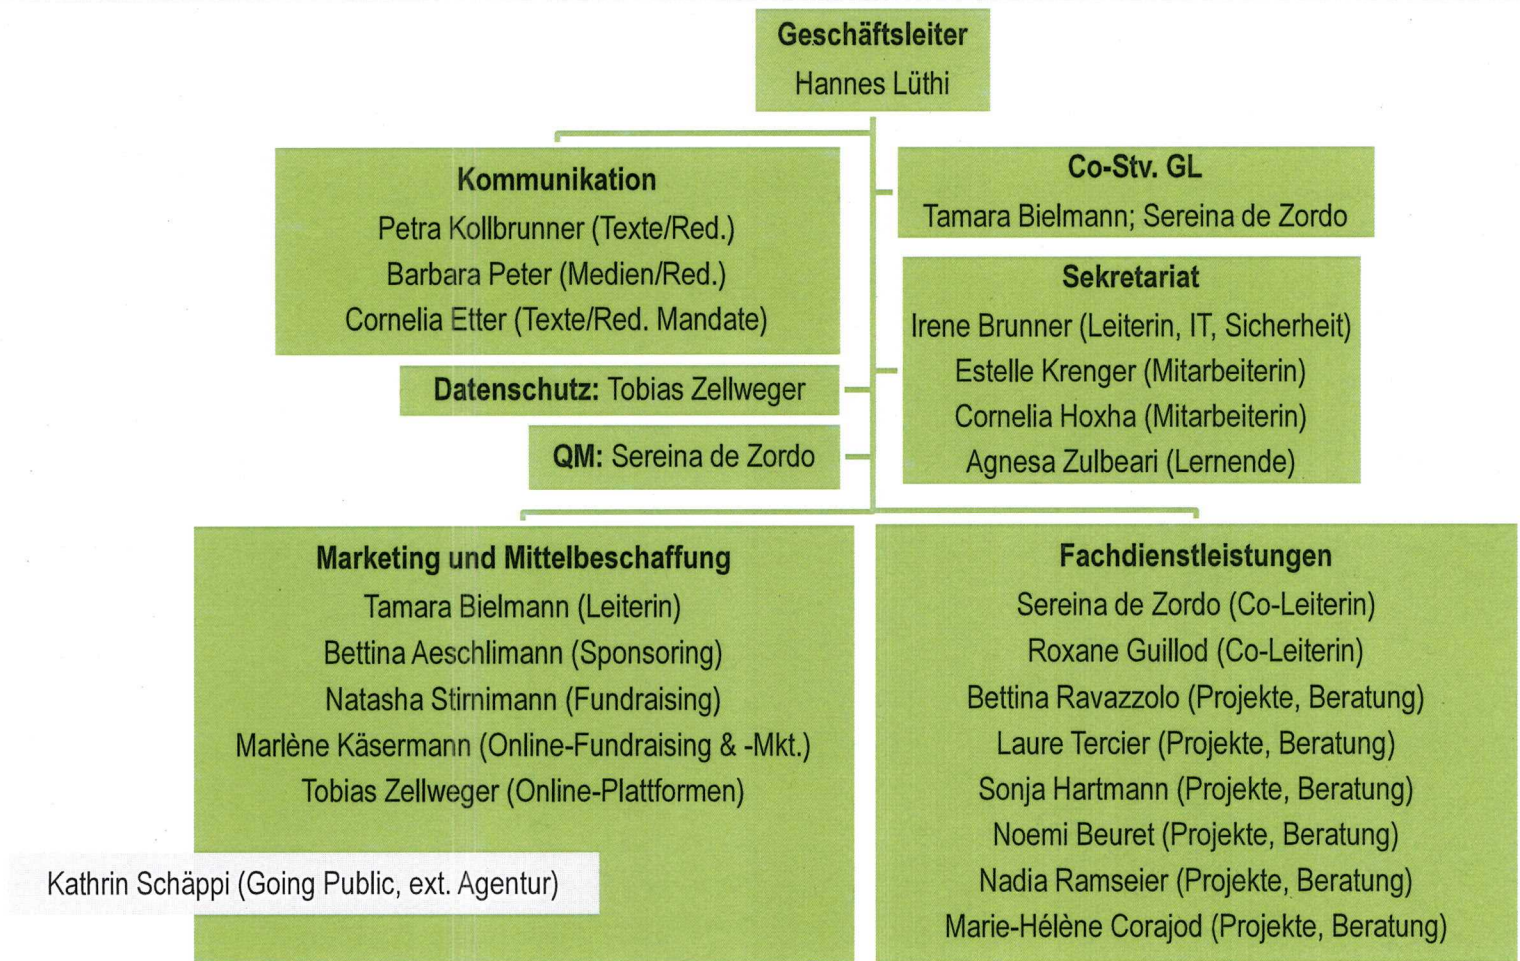 Geschäftsleiter
Hannes Lüthi
Kommunikation
Petra Kollbrunner (Texte/Red.)
Barbara Peter (Medien/Red.)
Cornelia Etter (Texte/Red. Mandate)
Co-Stv. GL
Tamara Bielmann; Sereina de Zordo
Sekretariat
Irene Brunner (Leiterin, IT, Sicherheit)
Estelle Krenger (Mitarbeiterin)
Cornelia Hoxha (Mitarbeiterin)
Agnesa Zulbeari (Lernende)
Datenschutz: Tobias Zellweger
QM: Sereina de Zordo
Marketing und Mittelbeschaffung
Tamara Bielmann (Leiterin)
Bettina Aeschlimann (Sponsoring)
Natasha Stirnimann (Fundraising)
Marlène Käsermann (Online-Fundraising & -Mkt.)
Tobias Zellweger (Online-Plattformen)
Kathrin Schäppi (Going Public, ext. Agentur)
Fachdienstleistungen
Sereina de Zordo (Co-Leiterin)
Roxane Guillod (Co-Leiterin)
Bettina Ravazzolo (Projekte, Beratung)
Laure Tercier (Projekte, Beratung)
Sonja Hartmann (Projekte, Beratung)
Noemi Beuret (Projekte, Beratung)
Nadia Ramseier (Projekte, Beratung)
Marie-Hélène Corajod (Projekte, Beratung)